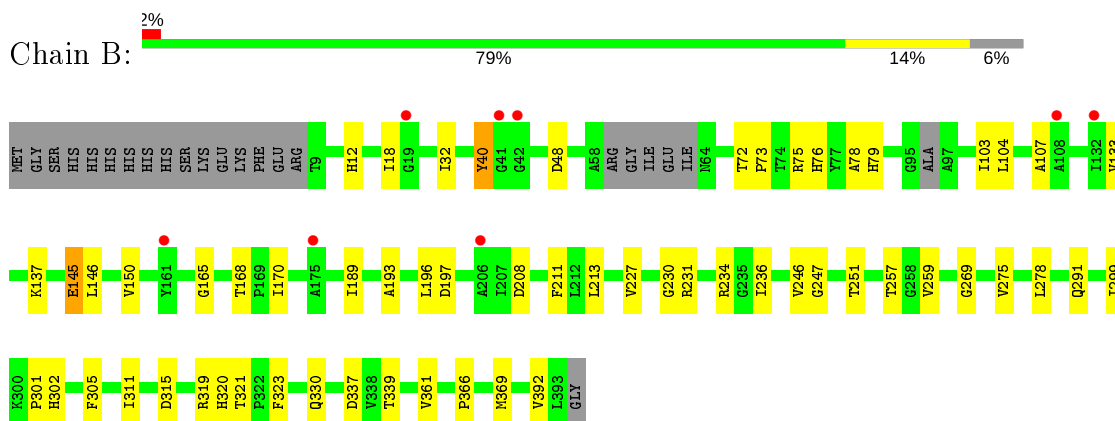 2%
Chain B:
79% 14% 6%
MET GLY SER HIS HIS HIS HIS HIS HIS SER LYS GLU LYS PHE GLU ARG T9 H12 I18 G19 I32 Y40 G41 G42 D48 A58 ARG GLY ILE GLU ILE N64 T72 P73 T74 R75 H76 Y77 A78 H79 G95 ALA A97 I103 L104 A107 A108 I132 V133
K137 E145 L146 V150 Y161 G165 T168 P169 I170 A175 I189 A193 L196 D197 A206 I207 D208 F211 L212 L213 V227 G230 R231 R234 G235 I236 V246 G247 T251 T257 G258 V259 G269 V275 L278 Q291 I299
K300 P301 H302 F305 I311 D315 R319 H320 T321 P322 F323 Q330 D337 V338 T339 V361 P366 M369 V392 L393 GLY